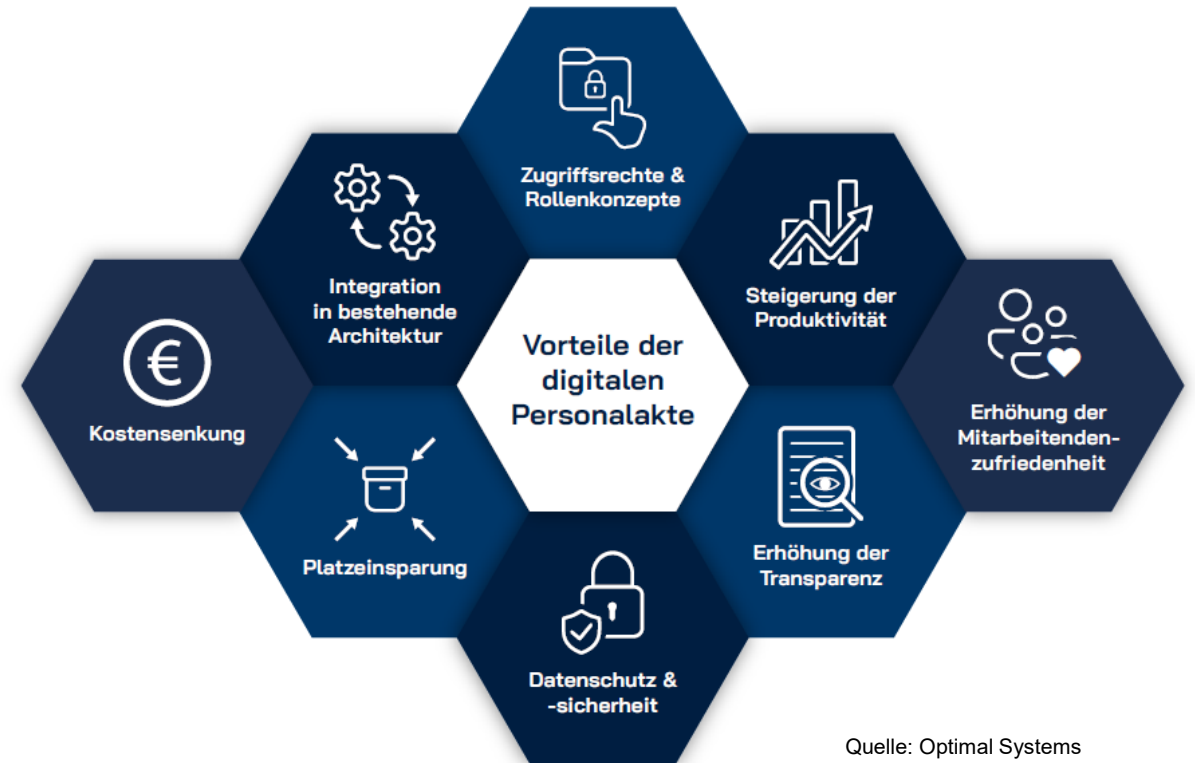 Zugriffsrechte &
Rollenkonzepte
Integration
in bestehende
Architektur
Steigerung der
Produktivität
Kostensenkung
€
Vorteile der
digitalen
Personalakte
Erhöhung der
Mitarbeitenden-
zufriedenheit
Platzeinsparung
Erhöhung der
Transparenz
Datenschutz &
-sicherheit
Quelle: Optimal Systems